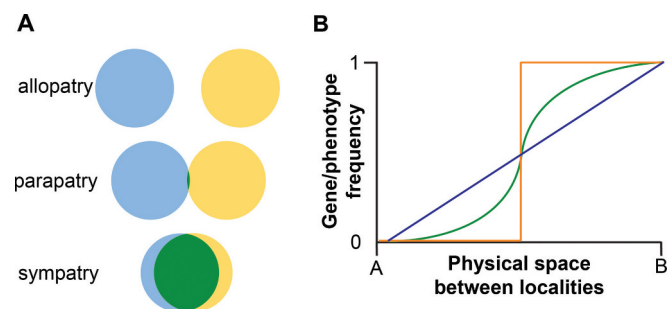 A
allopatry
parapatry
sympatry
B
Gene/phenotype
frequency
1
0
A
B
Physical space
between localities